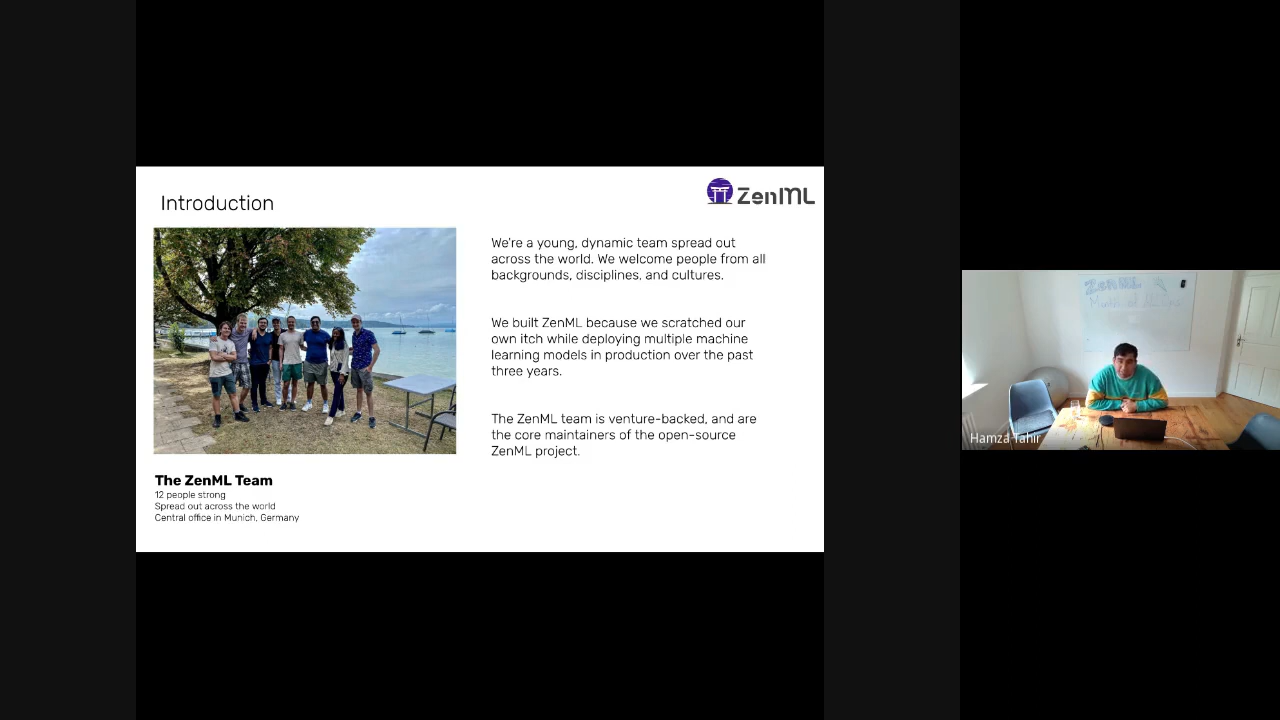 Introduction
ZenML
We're a young, dynamic team spread out
across the world. We welcome people from all
backgrounds, disciplines, and cultures.
We built ZenML because we scratched our
own itch while deploying multiple machine
learning models in production over the past
three years.
The ZenML team is venture-backed, and are
the core maintainers of the open-source
ZenML project.
The ZenML Team
12 people strong
Spread out across the world
Central office in Munich, Germany
ZenML
Hamza Tahir